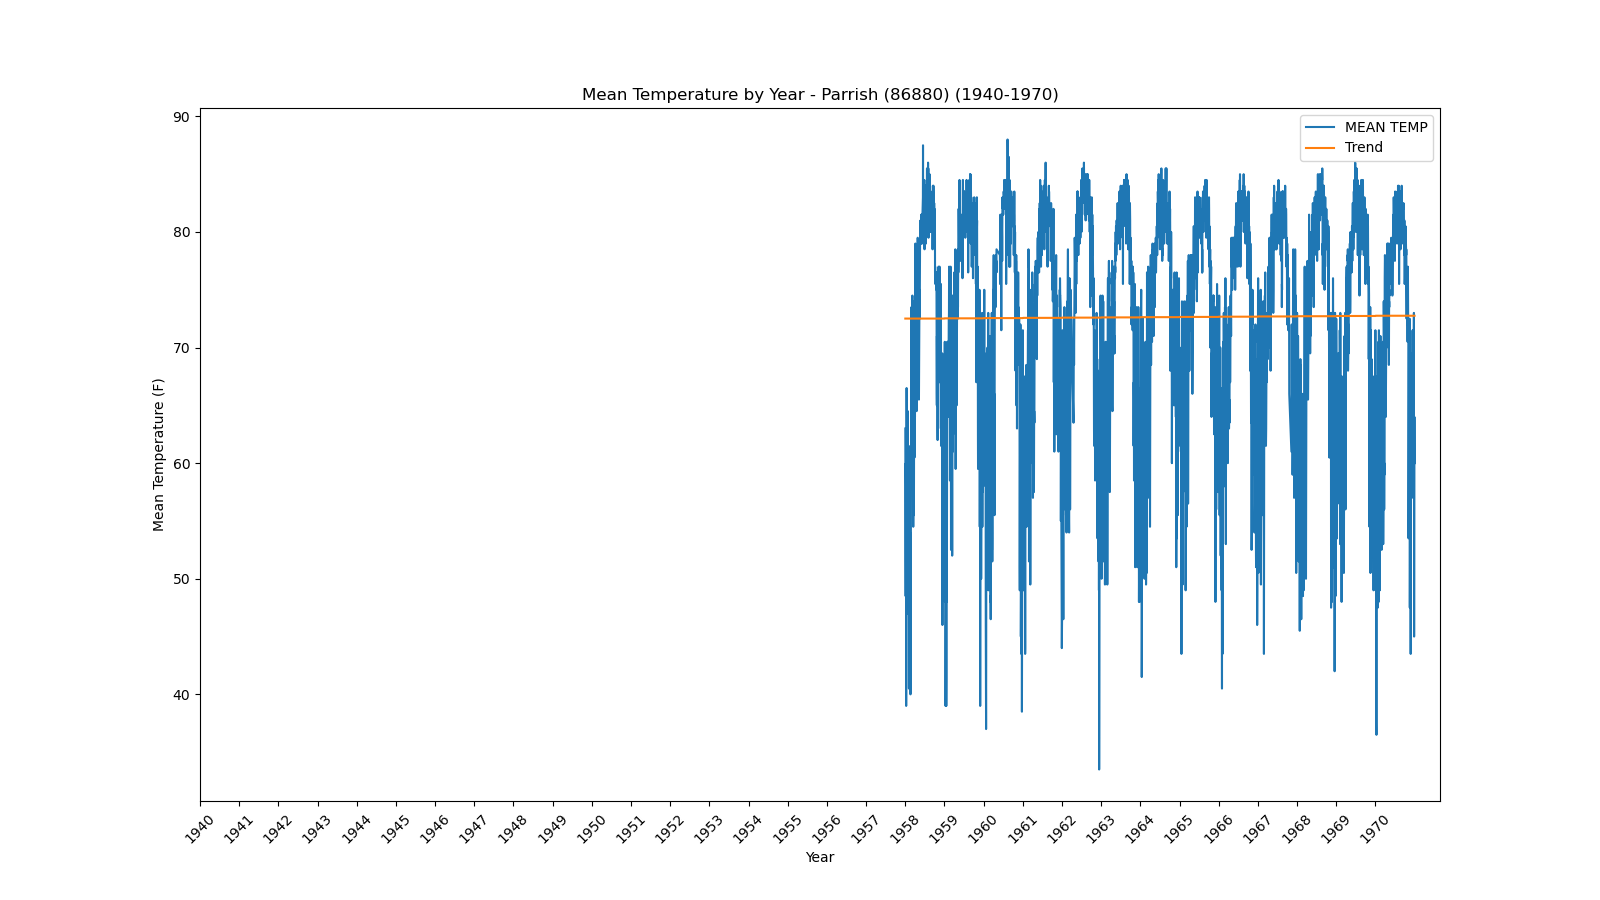 Mean Temperature by Year - Parrish (86880) (1940-1970)
MEAN TEMP
Trend
90
80
70
60
50
40
Mean Temperature (F)
1940 1941 1942 1943 1944 1945 1946 1947 1948 1949 1950 1951 1952 1953 1954 1955 1956 1957 1958 1959 1960 1961 1962 1963 1964 1965 1966 1967 1968 1969 1970
Year